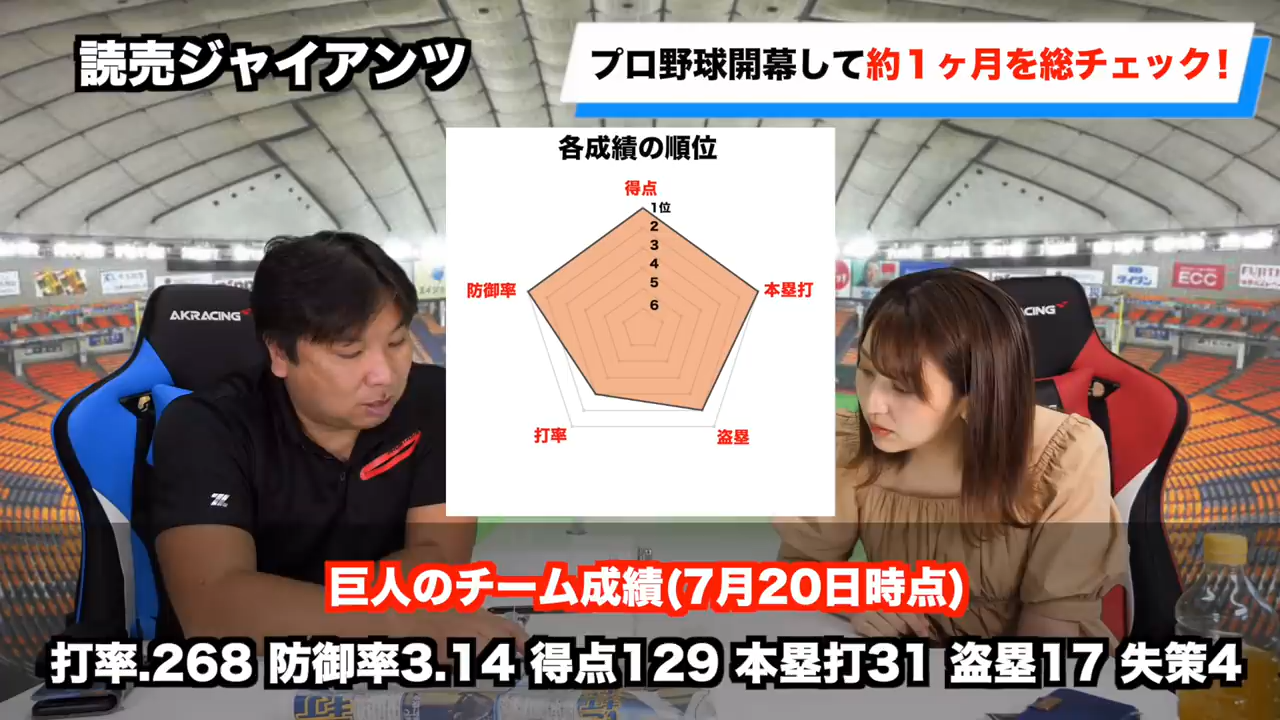 読売ジャイアンツ
プロ野球開幕して約1ヶ月を総チェック！
各成績の順位
得点
1位
2
3
4
5
6
防御率
本塁打
打率
盗塁
AKRACING
CING
ECC
巨人のチーム成績(7月20日時点)
打率.268 防御率3.14 得点129 本塁打31 盗塁17 失策4